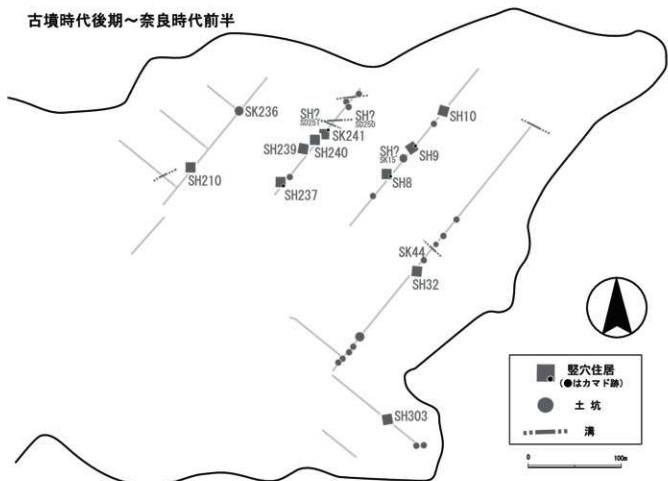 古墳時代後期～奈良時代前半
SK236
SH?
SD251
SH?
SD250
SK241
SH240
SH239
SH237
SH210
SH10
SH?
SK15
SH9
SH8
SK44
SH32
SH303
竪穴住居
(●はカマド跡)
土 坑
溝
0
100m